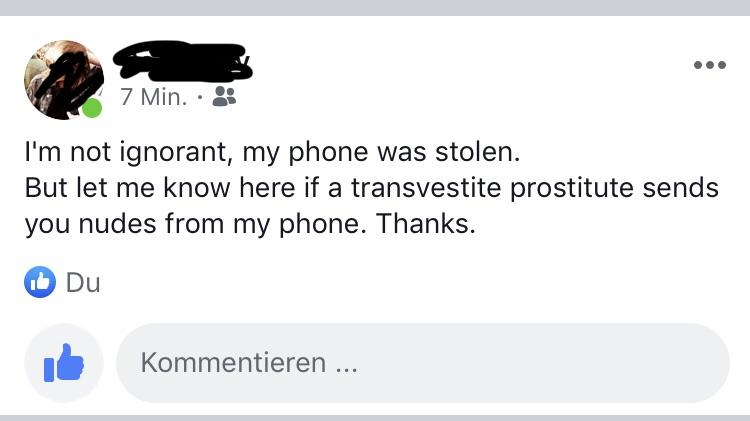 7 Min.
I'm not ignorant, my phone was stolen.
But let me know here if a transvestite prostitute sends
you nudes from my phone. Thanks.
Du
Kommentieren ...